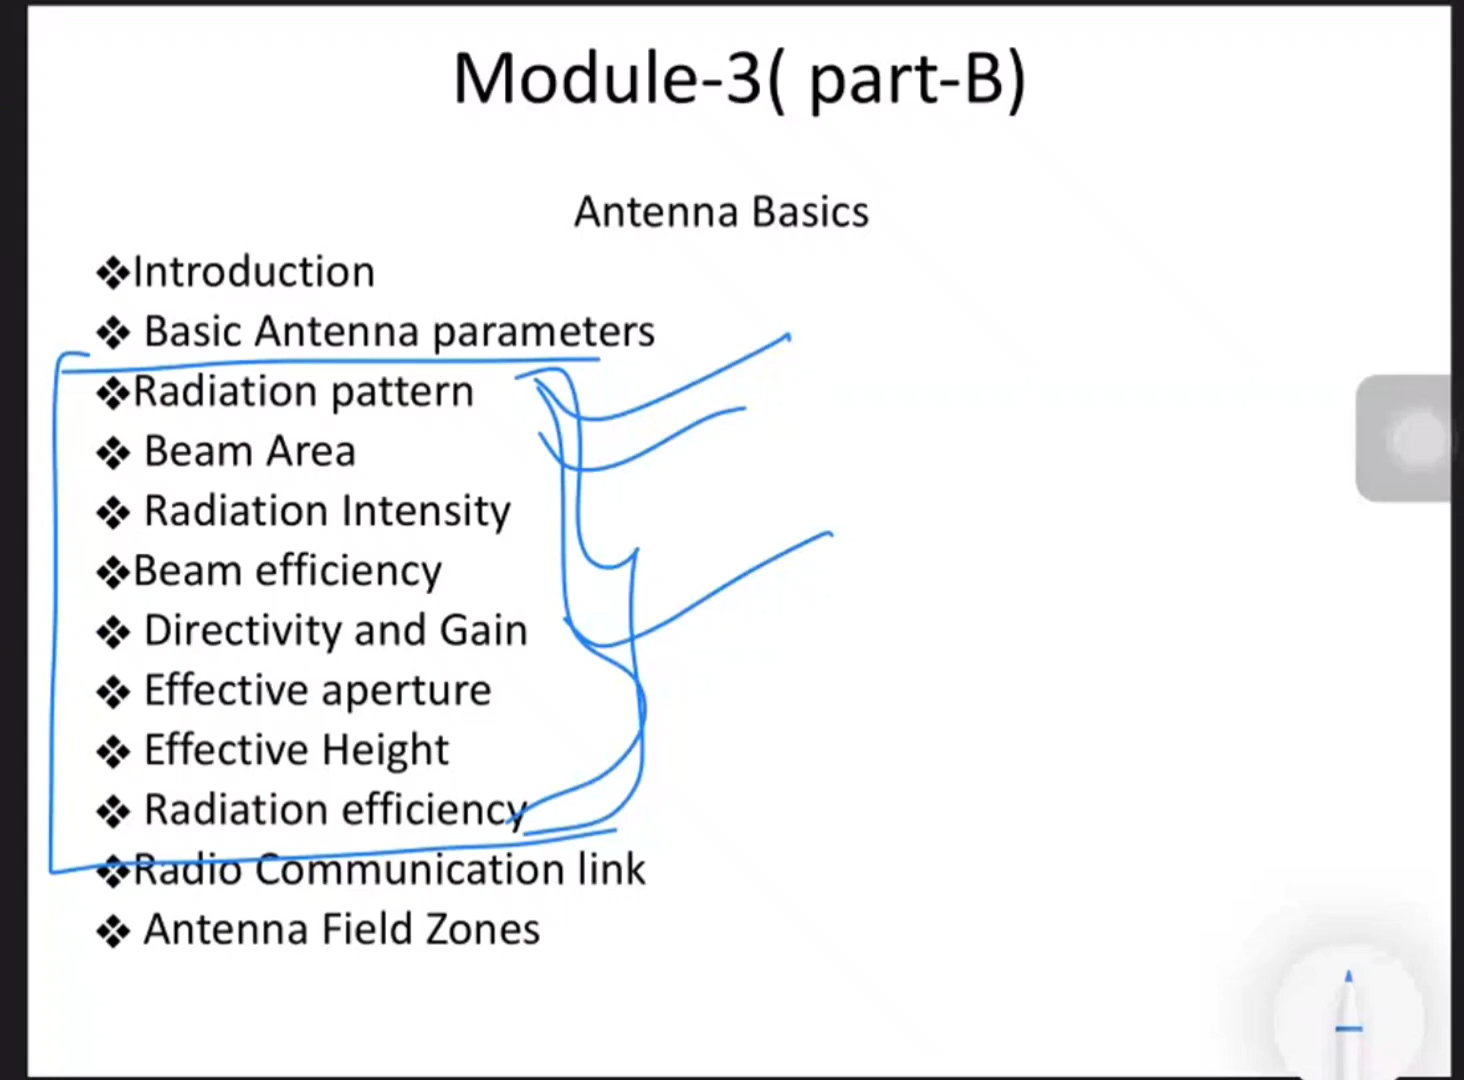 Module-3( part-B)
Antenna Basics
❖Introduction
❖ Basic Antenna parameters
❖Radiation pattern
❖ Beam Area
❖ Radiation Intensity
❖Beam efficiency
❖ Directivity and Gain
❖ Effective aperture
❖ Effective Height
❖ Radiation efficiency
❖Radio Communication link
❖ Antenna Field Zones